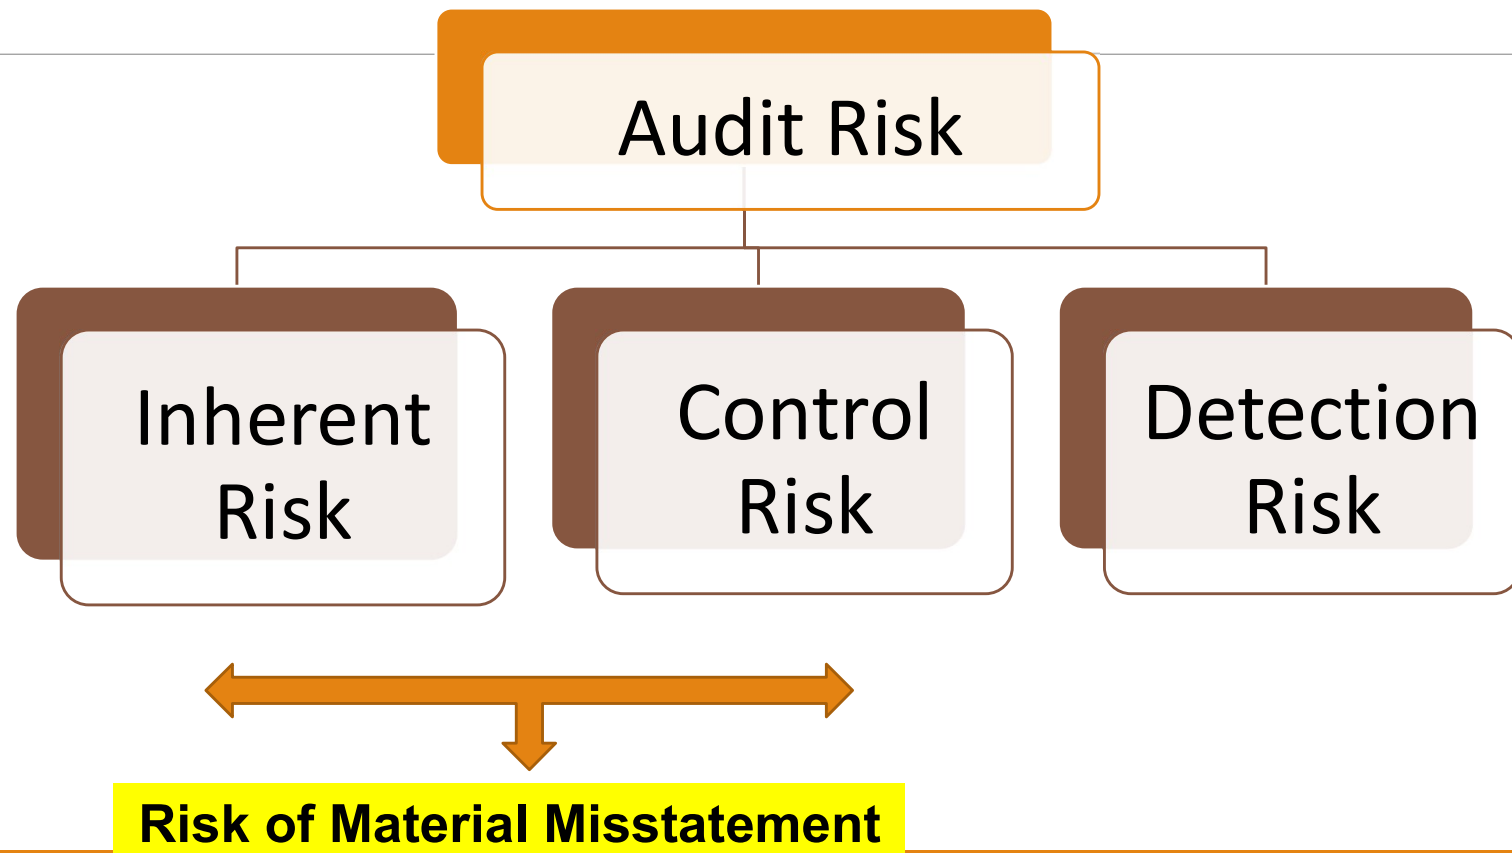 Audit Risk
Inherent
Risk
Control
Risk
Detection
Risk
Risk of Material Misstatement